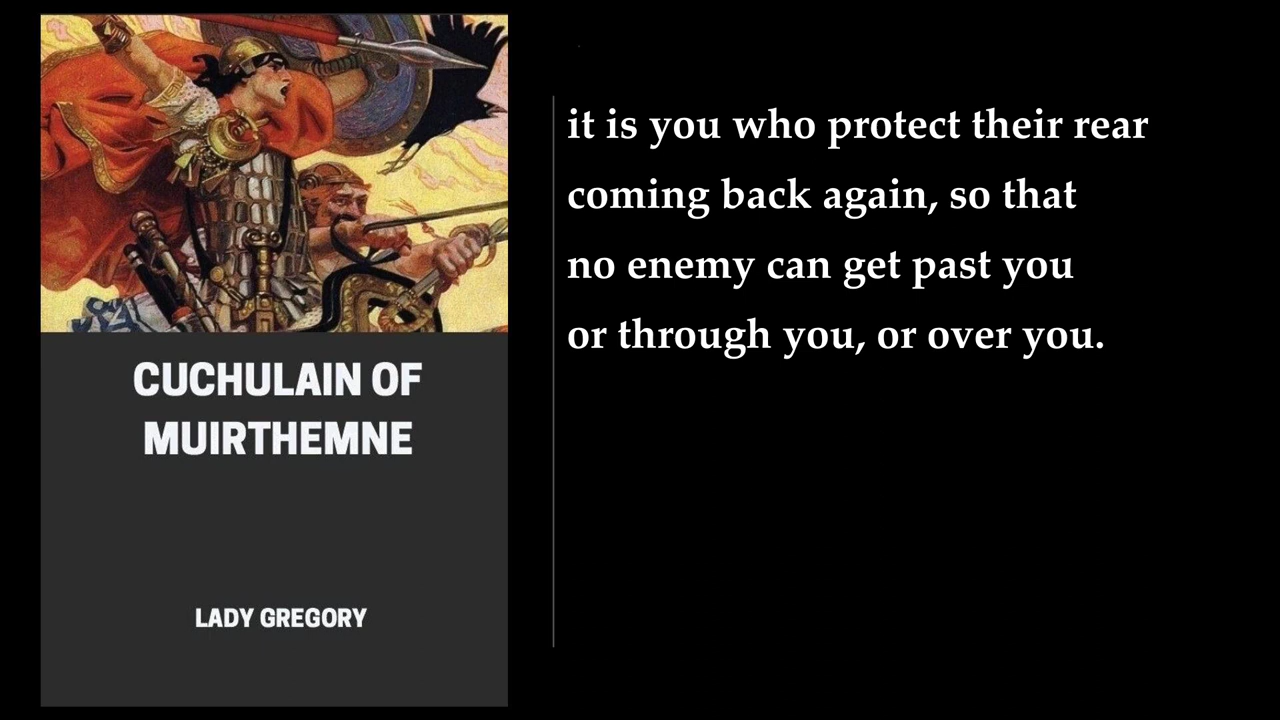 CUCHULAIN OF
MUIRTHEMNE
LADY GREGORY
it is you who protect their rear
coming back again, so that
no enemy can get past you
or through you, or over you.